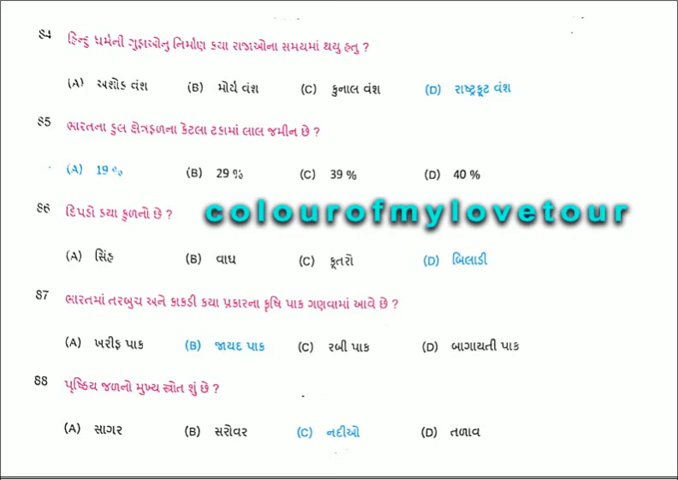 84 હિન્દુ ધર્મની ગુફાઓનુ નિર્માણ કયા રાજાઓના સમયમાં થયુ હતુ ?
(A) અશોક વંશ (B) મોર્ય વંશ (C) કુનાલ વંશ (D) રાષ્ટ્રકૂટ વંશ
85 ભારતના કુલ ક્ષેત્રફળના કેટલા ટકામાં લાલ જમીન છે ?
(A) 19 % (B) 29 % (C) 39 % (D) 40 %
86 દિપડો કયા કુળનો છે ?
colourofmylovetour
(A) સિંહ (B) વાઘ (C) કૂતરો (D) બિલાડી
87 ભારતમાં તરબુચ અને કાકડી કયા પ્રકારના કૃષિ પાક ગણવામાં આવે છે ?
(A) ખરીફ પાક (B) જાયદ પાક (C) રબી પાક (D) બાગાયતી પાક
88 પૃષ્ઠિય જળનો મુખ્ય સ્ત્રોત શું છે ?
(A) સાગર (B) સરોવર (C) નદીઓ (D) તળાવ